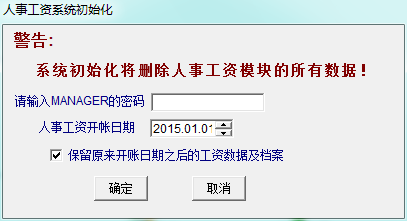 人事工资系统初始化
警告:
系统初始化将删除人事工资模块的所有数据!
请输入MANAGER的密码
人事工资开帐日期 2015.01.01
保留原来开账日期之后的工资数据及档案
确定 取消